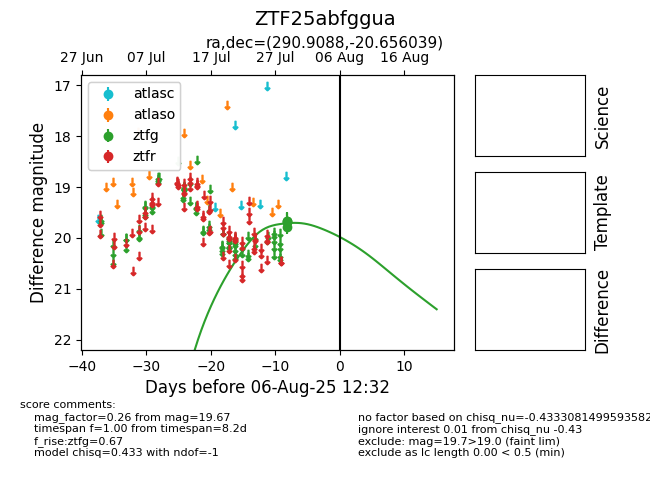 ZTF25abfggua
ra,dec=(290.9088,-20.656039)
27 Jun 07 Jul 17 Jul 27 Jul 06 Aug 16 Aug
17
18
19
20
21
22
Difference magnitude
atlasc
atlaso
ztfg
ztfr
−40 −30 −20 −10 0 10
Days before 06-Aug-25 12:32
Science
Template
Difference
score comments:
mag_factor=0.26 from mag=19.67
timespan f=1.00 from timespan=8.2d
f_rise:ztfg=0.67
model chisq=0.433 with ndof=-1
no factor based on chisq_nu=-0.4333081499593582
ignore interest 0.01 from chisq_nu -0.43
exclude: mag=19.7>19.0 (faint lim)
exclude as lc length 0.00 < 0.5 (min)